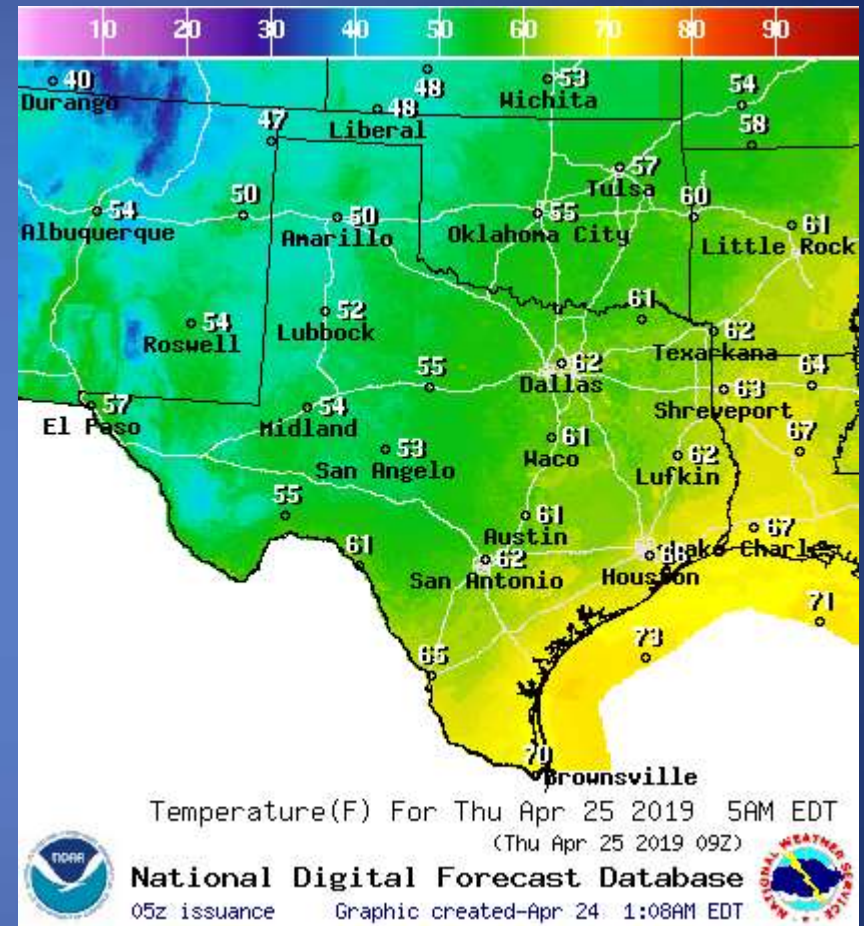 10 20 30 40 50 60 70 80 90
40
Durango
48
53
Wichita
54
48
Liberal
47
58
57
Tulsa
54
Albuquerque
50
50
Amarillo
55
Oklahoma City
60
61
Little Rock
54
Roswell
52
Lubbock
61
62
Texarkana
62
Dallas
55
63
Shreveport
64
57
El Paso
54
Midland
53
San Angelo
61
Waco
62
Lufkin
67
55
61
Austin
67
Lake Charles
61
62
San Antonio
66
Houston
71
73
65
70
Brownsville
Temperature(F) For Thu Apr 25 2019 5AM EDT
(Thu Apr 25 2019 09Z)
NOAA
National Digital Forecast Database
05z issuance Graphic created-Apr 24 1:08AM EDT
NATIONAL WEATHER SERVICE